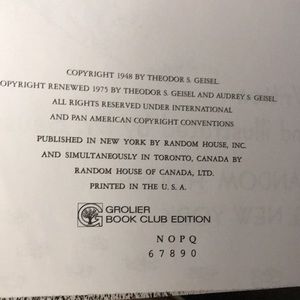 COPYRIGHT 1948 BY THEODOR S. GEISEL.
COPYRIGHT RENEWED 1975 BY THEODOR S. GEISEL AND AUDREY S. GEISEL.
ALL RIGHTS RESERVED UNDER INTERNATIONAL
AND PAN AMERICAN COPYRIGHT CONVENTIONS
PUBLISHED IN NEW YORK BY RANDOM HOUSE, INC.
AND SIMULTANEOUSLY IN TORONTO, CANADA BY
RANDOM HOUSE OF CANADA, LTD.
PRINTED IN THE U. S. A.
GROLIER
BOOK CLUB EDITION
N O P Q
6 7 8 9 0